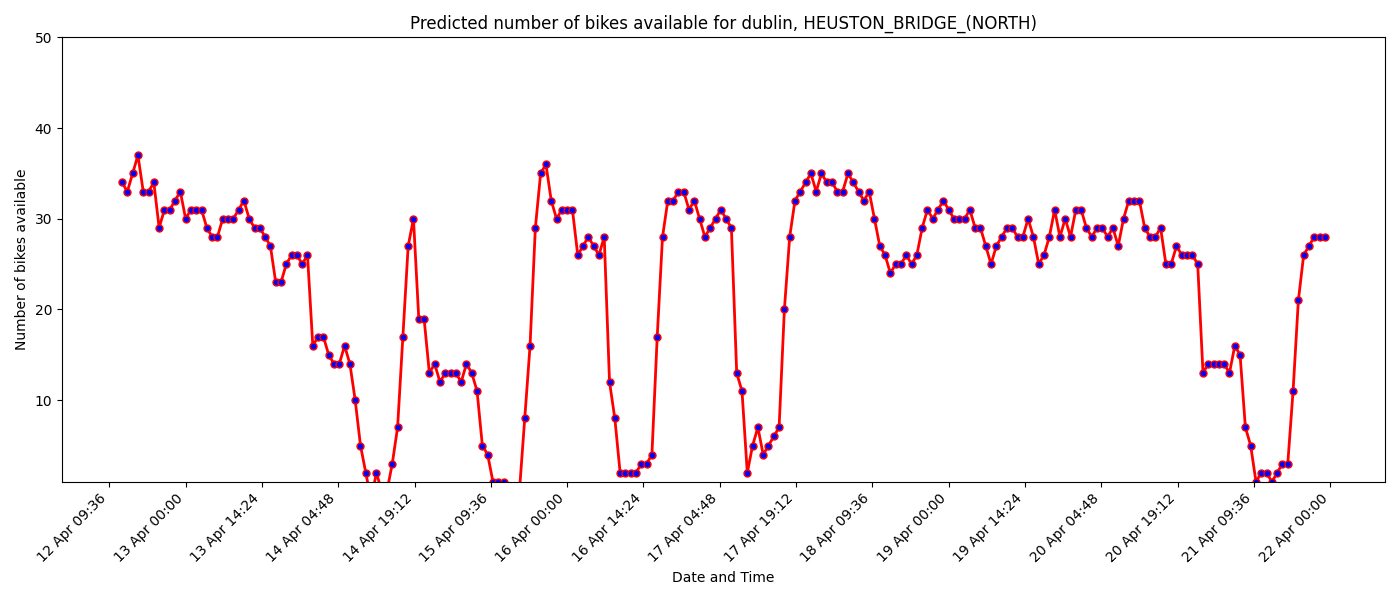 Predicted number of bikes available for dublin, HEUSTON_BRIDGE_(NORTH)
Number of bikes available
50
40
30
20
10
12 Apr 09:36
13 Apr 00:00
13 Apr 14:24
14 Apr 04:48
14 Apr 19:12
15 Apr 09:36
16 Apr 00:00
16 Apr 14:24
17 Apr 04:48
17 Apr 19:12
18 Apr 09:36
19 Apr 00:00
19 Apr 14:24
20 Apr 04:48
20 Apr 19:12
21 Apr 09:36
22 Apr 00:00
Date and Time